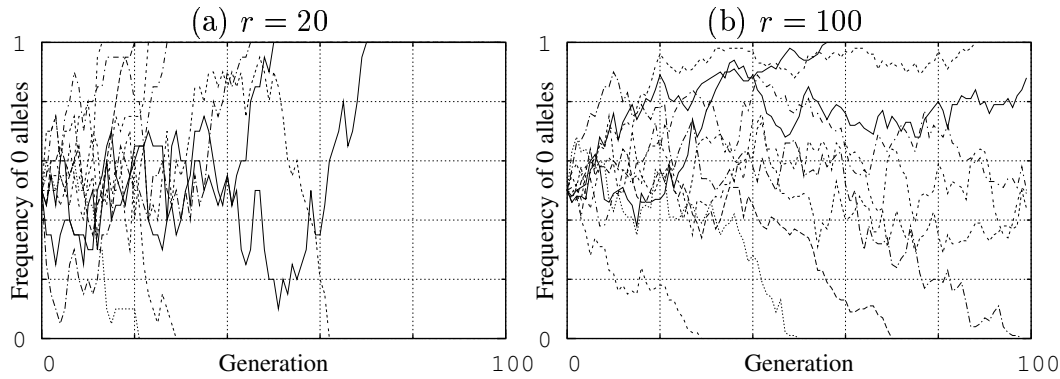 (a) r = 20
1
Frequency of 0 alleles
0
0
Generation
100
(b) r = 100
1
Frequency of 0 alleles
0
0
Generation
100